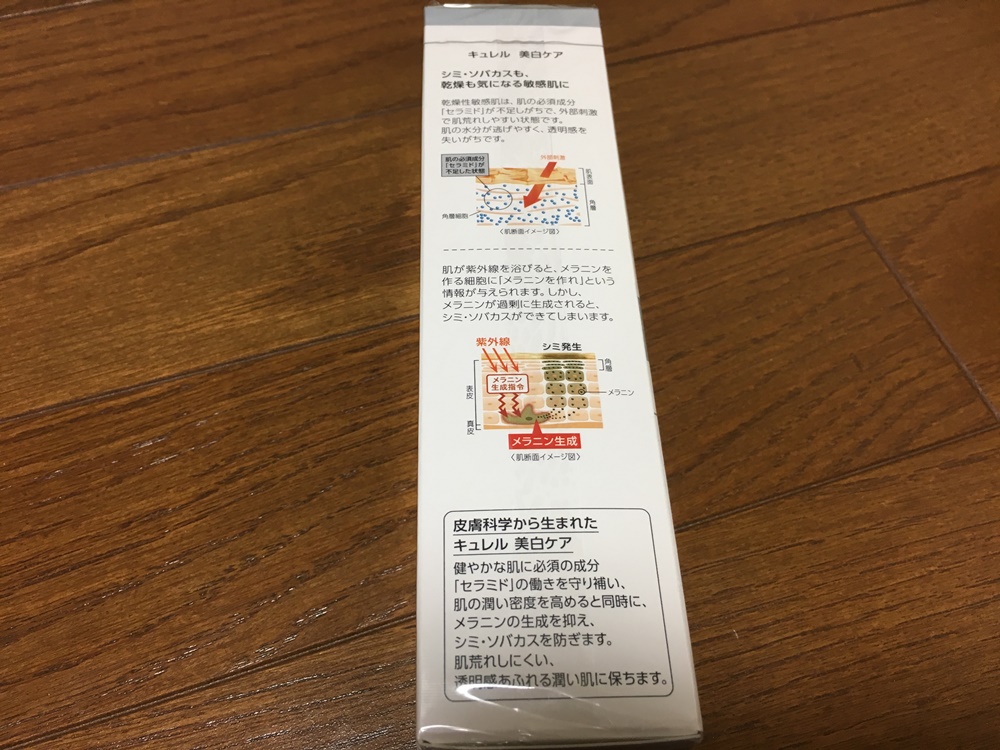 キュレル 美白ケア
シミ・ソバカスも、
乾燥も気になる敏感肌に
乾燥性敏感肌は、肌の必須成分
「セラミド」が不足しがちで、外部刺激
で肌荒れしやすい状態です。
肌の水分が逃げやすく、透明感を
失いがちです。
肌の必須成分
「セラミド」が
不足した状態
外部刺激
肌表面
角層
角層細胞
〈肌断面イメージ図〉
肌が紫外線を浴びると、メラニンを
作る細胞に「メラニンを作れ」という
情報が与えられます。しかし、
メラニンが過剰に生成されると、
シミ・ソバカスができてしまいます。
紫外線
シミ発生
メラニン
生成指令
角層
表皮
メラニン
真皮
メラニン生成
〈肌断面イメージ図〉
皮膚科学から生まれた
キュレル 美白ケア
健やかな肌に必須の成分
「セラミド」の働きを守り補い、
肌の潤い密度を高めると同時に、
メラニンの生成を抑え、
シミ・ソバカスを防ぎます。
肌荒れしにくい、
透明感あふれる潤い肌に保ちます。